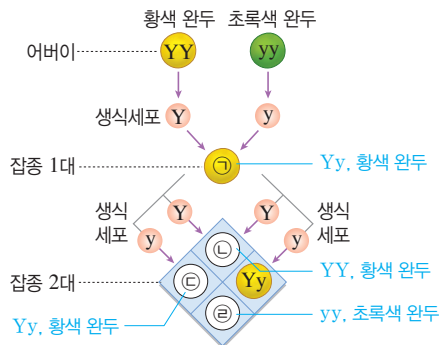 황색 완두 초록색 완두
어버이 YY yy
생식세포 Y y
잡종 1대 ㉠ Yy, 황색 완두
생식 Y Y 생식
세포 y y 세포
㉡
잡종 2대 ㉢ Yy YY, 황색 완두
Yy, 황색 완두 ㉣ yy, 초록색 완두